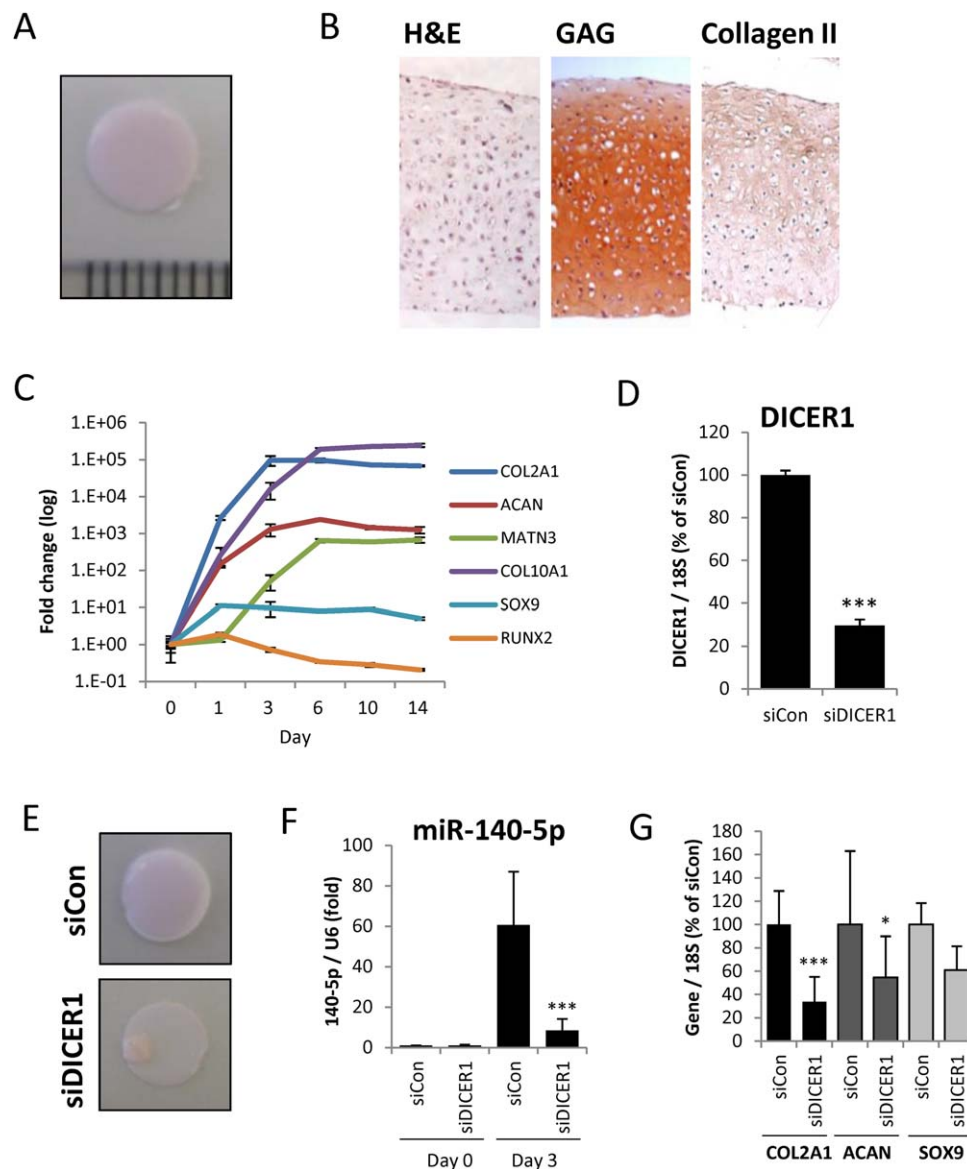 A
B
H&E GAG Collagen II
C
Fold change (log)
1.E+06
1.E+05
1.E+04
1.E+03
1.E+02
1.E+01
1.E+00
1.E-01
0 1 3 6 10 14
Day
COL2A1
ACAN
MATN3
COL10A1
SOX9
RUNX2
D
DICER1
DICER1 / 18S (% of siCon)
120
100
80
60
40
20
0
***
siCon siDICER1
E
siCon
siDICER1
F
miR-140-5p
140-5p / U6 (fold)
100
80
60
40
20
0
***
siCon siDICER1 siCon siDICER1
Day 0 Day 3
G
Gene / 18S (% of siCon)
180
160
140
120
100
80
60
40
20
0
***
*
siCon siDICER1 siCon siDICER1 siCon siDICER1
COL2A1 ACAN SOX9